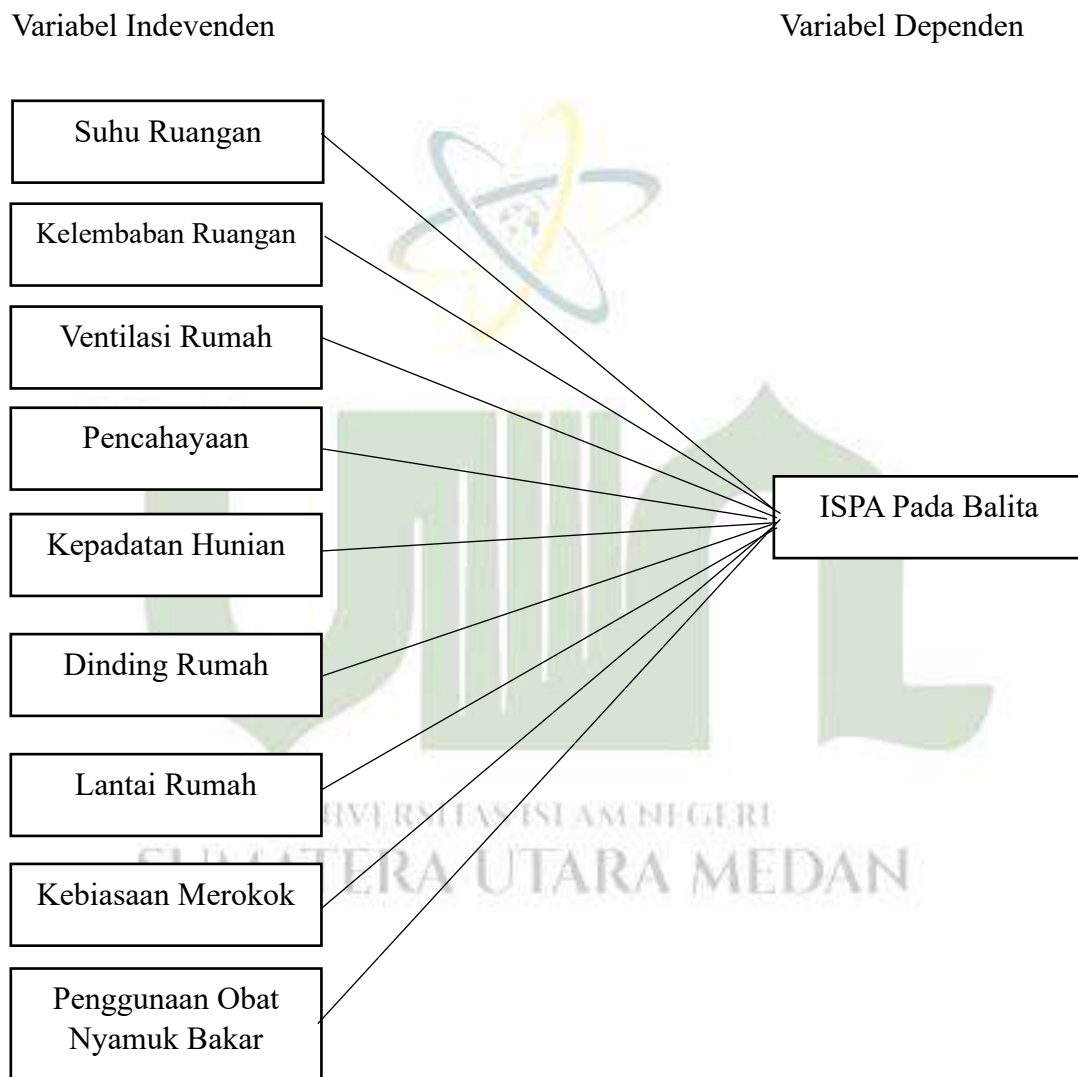 Variabel Indevenden
Variabel Dependen
Suhu Ruangan
Kelembaban Ruangan
Ventilasi Rumah
Pencahayaan
ISPA Pada Balita
Kepadatan Hunian
Dinding Rumah
Lantai Rumah
UNIVERSITAS ISLAM NEGERI
SUMATERA UTARA MEDAN
Kebiasaan Merokok
Penggunaan Obat
Nyamuk Bakar